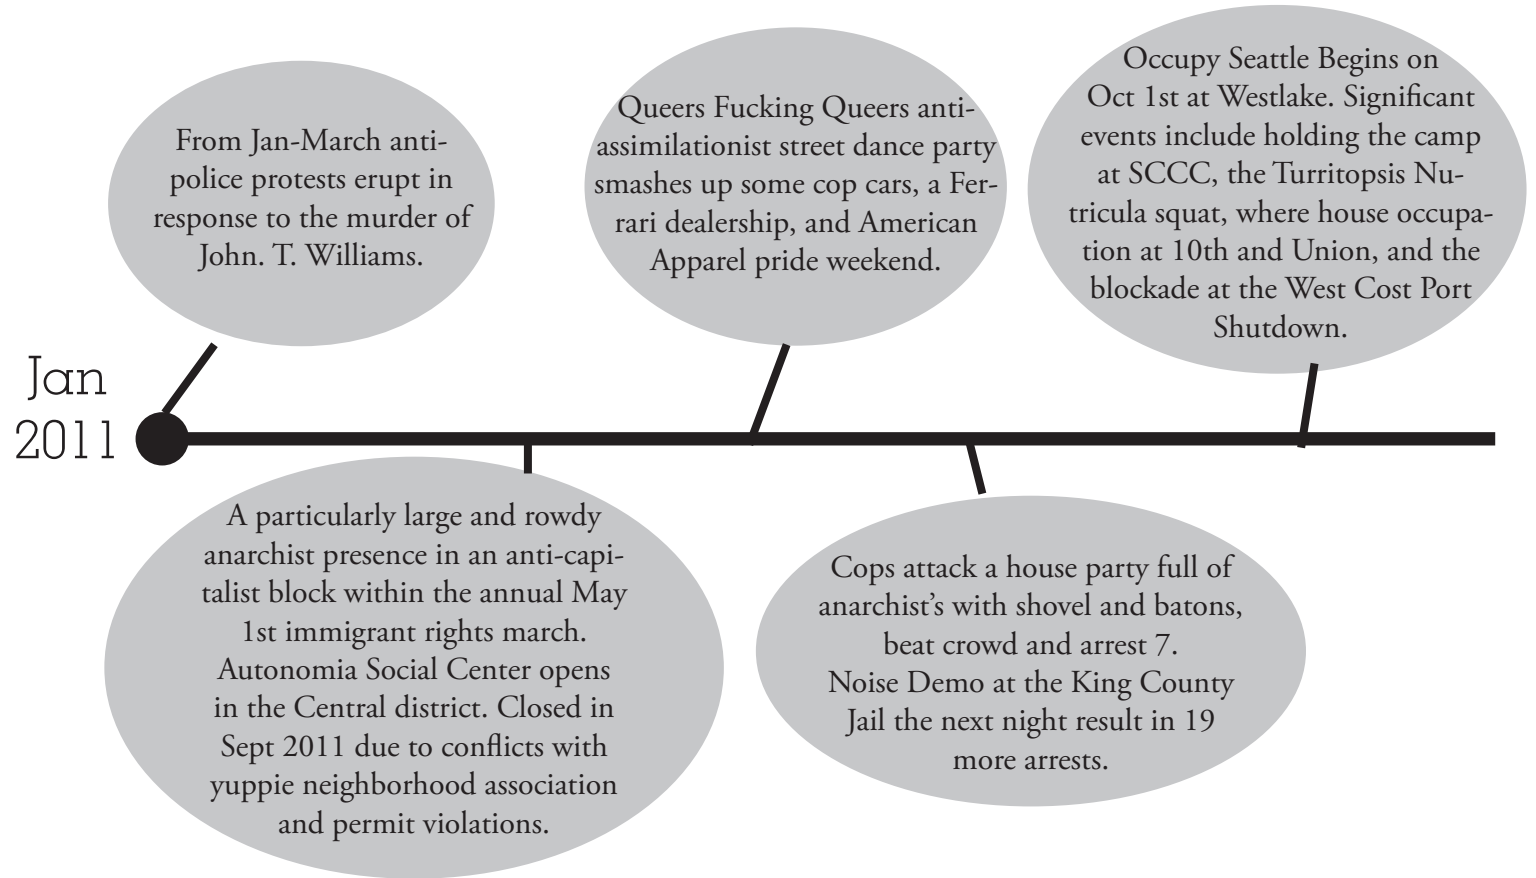 From Jan-March anti-
police protests erupt in
response to the murder of
John. T. Williams.
Queers Fucking Queers anti-
assimilationist street dance party
smashes up some cop cars, a Fer-
rari dealership, and American
Apparel pride weekend.
Occupy Seattle Begins on
Oct 1st at Westlake. Significant
events include holding the camp
at SCCC, the Turritopsis Nu-
tricula squat, where house occupa-
tion at 10th and Union, and the
blockade at the West Cost Port
Shutdown.
Jan
2011
A particularly large and rowdy
anarchist presence in an anti-capi-
talist block within the annual May
1st immigrant rights march.
Autonomia Social Center opens
in the Central district. Closed in
Sept 2011 due to conflicts with
yuppie neighborhood association
and permit violations.
Cops attack a house party full of
anarchist's with shovel and batons,
beat crowd and arrest 7.
Noise Demo at the King County
Jail the next night result in 19
more arrests.